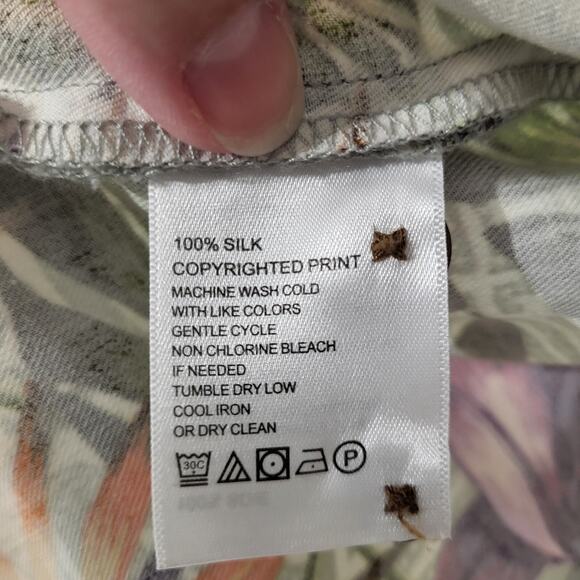 100% SILK
COPYRIGHTED PRINT
MACHINE WASH COLD
WITH LIKE COLORS
GENTLE CYCLE
NON CHLORINE BLEACH
IF NEEDED
TUMBLE DRY LOW
COOL IRON
OR DRY CLEAN
30C P